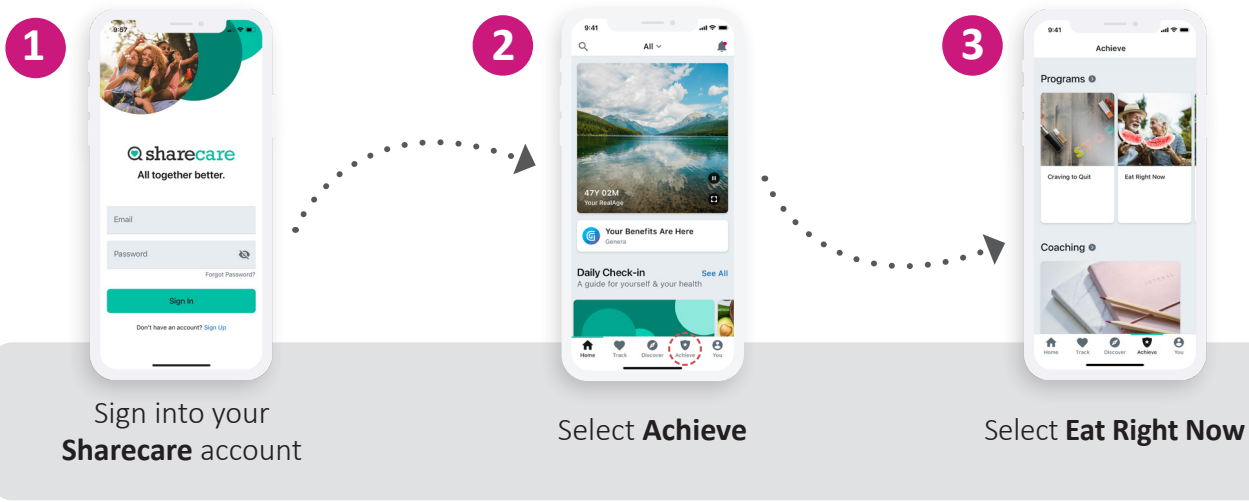 1
9:57
sharecare
All together better.
Email
Password
Forgot Password?
Sign In
Don't have an account? Sign Up
Sign into your
Sharecare account
2
9:41
All
47Y 02M
Your RealAge
Your Benefits Are Here
Genera
Daily Check-in
See All
A guide for yourself & your health
Home Track Discover Achieve You
Select Achieve
3
9:41
Achieve
Programs
Craving to Quit
Eat Right Now
Coaching
JOURNAL
Home Track Discover Achieve You
Select Eat Right Now